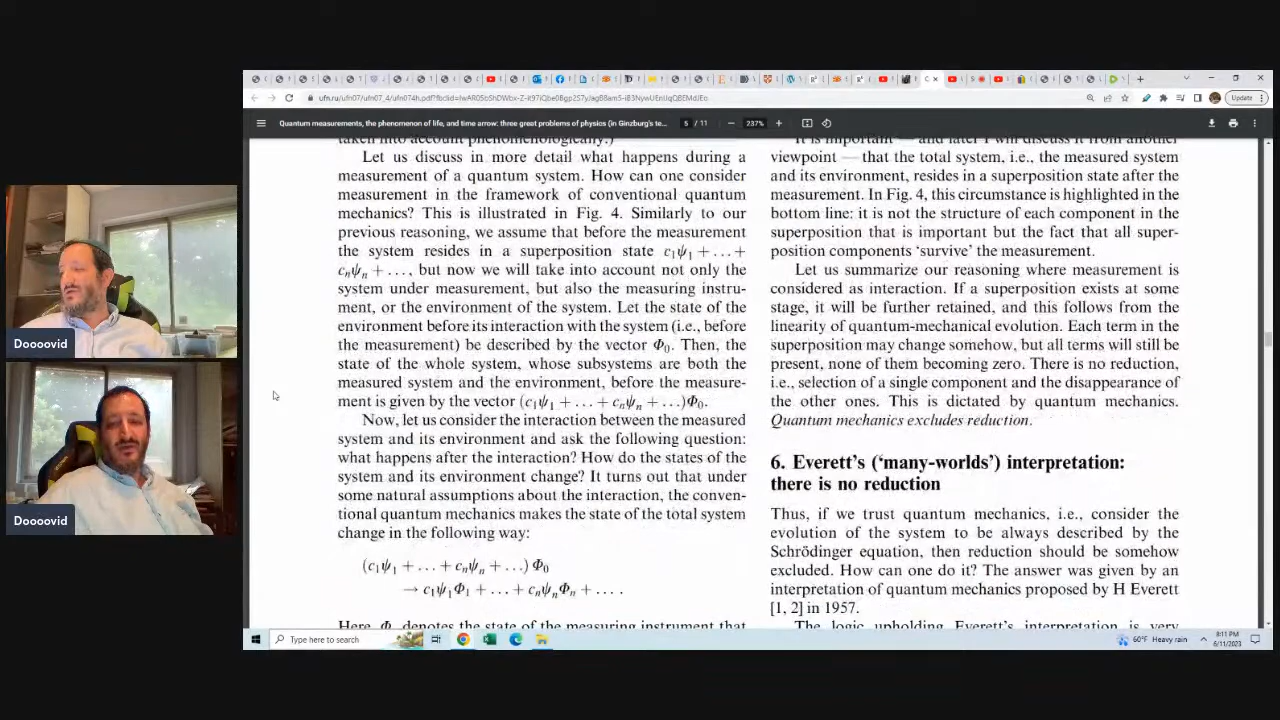 ufn.ru/ufn07/ufn07_4/ufn074h.pdf?fbclid=
Update
Quantum measurements, the phenomenon of life, and time arrow: three great problems of physics (in Ginzburg's te...
5 / 11
237%
taken into account phenomenologically.)
Let us discuss in more detail what happens during a
measurement of a quantum system. How can one consider
measurement in the framework of conventional quantum
mechanics? This is illustrated in Fig. 4. Similarly to our
previous reasoning, we assume that before the measurement
the system resides in a superposition state c₁ψ₁ + ... +
cₙψₙ + ..., but now we will take into account not only the
system under measurement, but also the measuring instru-
ment, or the environment of the system. Let the state of the
environment before its interaction with the system (i.e., before
the measurement) be described by the vector Φ₀. Then, the
state of the whole system, whose subsystems are both the
measured system and the environment, before the measure-
ment is given by the vector (c₁ψ₁ + ... + cₙψₙ + ...)Φ₀.
Now, let us consider the interaction between the measured
system and its environment and ask the following question:
what happens after the interaction? How do the states of the
system and its environment change? It turns out that under
some natural assumptions about the interaction, the conven-
tional quantum mechanics makes the state of the total system
change in the following way:
(c₁ψ₁ + ... + cₙψₙ + ...) Φ₀
→ c₁ψ₁Φ₁ + ... + cₙψₙΦₙ + ... .
Here, Φ denotes the state of the measuring instrument that
It is important — and later I will discuss it from another
viewpoint — that the total system, i.e., the measured system
and its environment, resides in a superposition state after the
measurement. In Fig. 4, this circumstance is highlighted in the
bottom line: it is not the structure of each component in the
superposition that is important but the fact that all super-
position components 'survive' the measurement.
Let us summarize our reasoning where measurement is
considered as interaction. If a superposition exists at some
stage, it will be further retained, and this follows from the
linearity of quantum-mechanical evolution. Each term in the
superposition may change somehow, but all terms will still be
present, none of them becoming zero. There is no reduction,
i.e., selection of a single component and the disappearance of
the other ones. This is dictated by quantum mechanics.
Quantum mechanics excludes reduction.
6. Everett's ('many-worlds') interpretation:
there is no reduction
Thus, if we trust quantum mechanics, i.e., consider the
evolution of the system to be always described by the
Schrödinger equation, then reduction should be somehow
excluded. How can one do it? The answer was given by an
interpretation of quantum mechanics proposed by H Everett
[1, 2] in 1957.
The logic upholding Everett's interpretation is very
Doooovid
Doooovid
Type here to search
60°F Heavy rain
8:11 PM
6/11/2023